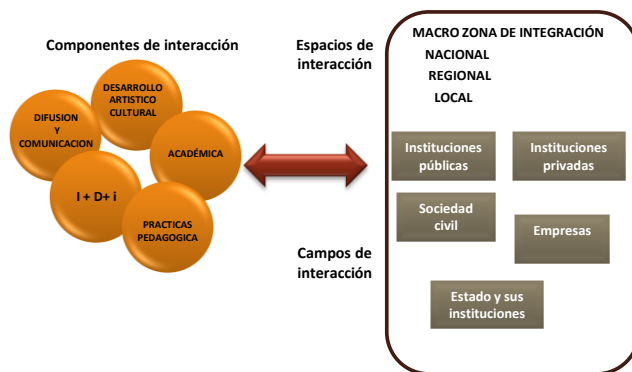 Componentes de interacción
DESARROLLO
ARTISTICO
CULTURAL
DIFUSION
Y
COMUNICACION
ACADÉMICA
I + D+ i
PRACTICAS
PEDAGOGICA
Espacios de
interacción
Campos de
interacción
MACRO ZONA DE INTEGRACIÓN
NACIONAL
REGIONAL
LOCAL
Instituciones
públicas
Instituciones
privadas
Sociedad
civil
Empresas
Estado y sus
instituciones